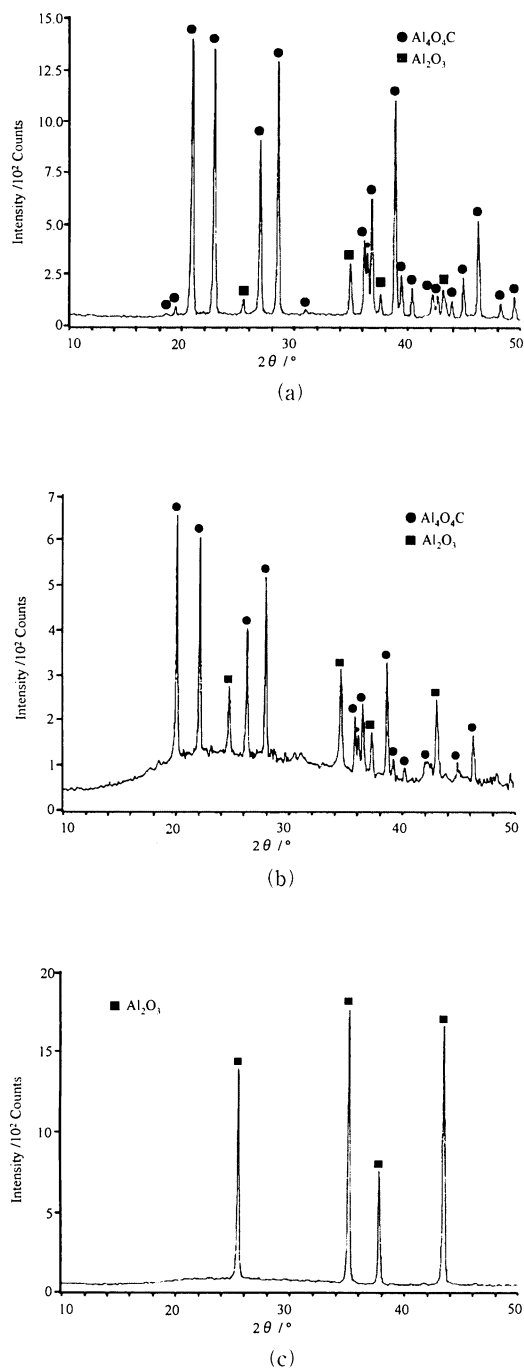 15.0
12.5
10.0
7.5
5.0
2.5
0
Intensity /10² Counts
● Al₄O₄C
■ Al₂O₃
10 20 30 40 50
2θ /°
(a)
7
6
5
4
3
2
1
0
Intensity /10² Counts
● Al₄O₄C
■ Al₂O₃
10 20 30 40 50
2θ /°
(b)
20
15
10
5
0
Intensity /10² Counts
■ Al₂O₃
10 20 30 40 50
2θ /°
(c)